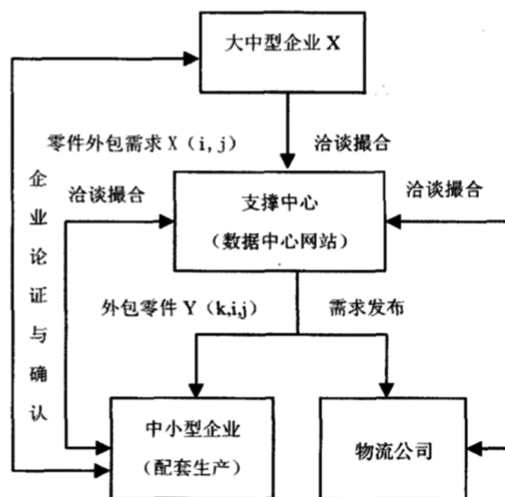 大中型企业 X
零件外包需求 X（i, j）
洽谈撮合
企业论证与确认
洽谈撮合
支撑中心
（数据中心网站）
洽谈撮合
外包零件 Y（k,i,j）
需求发布
中小型企业
（配套生产）
物流公司